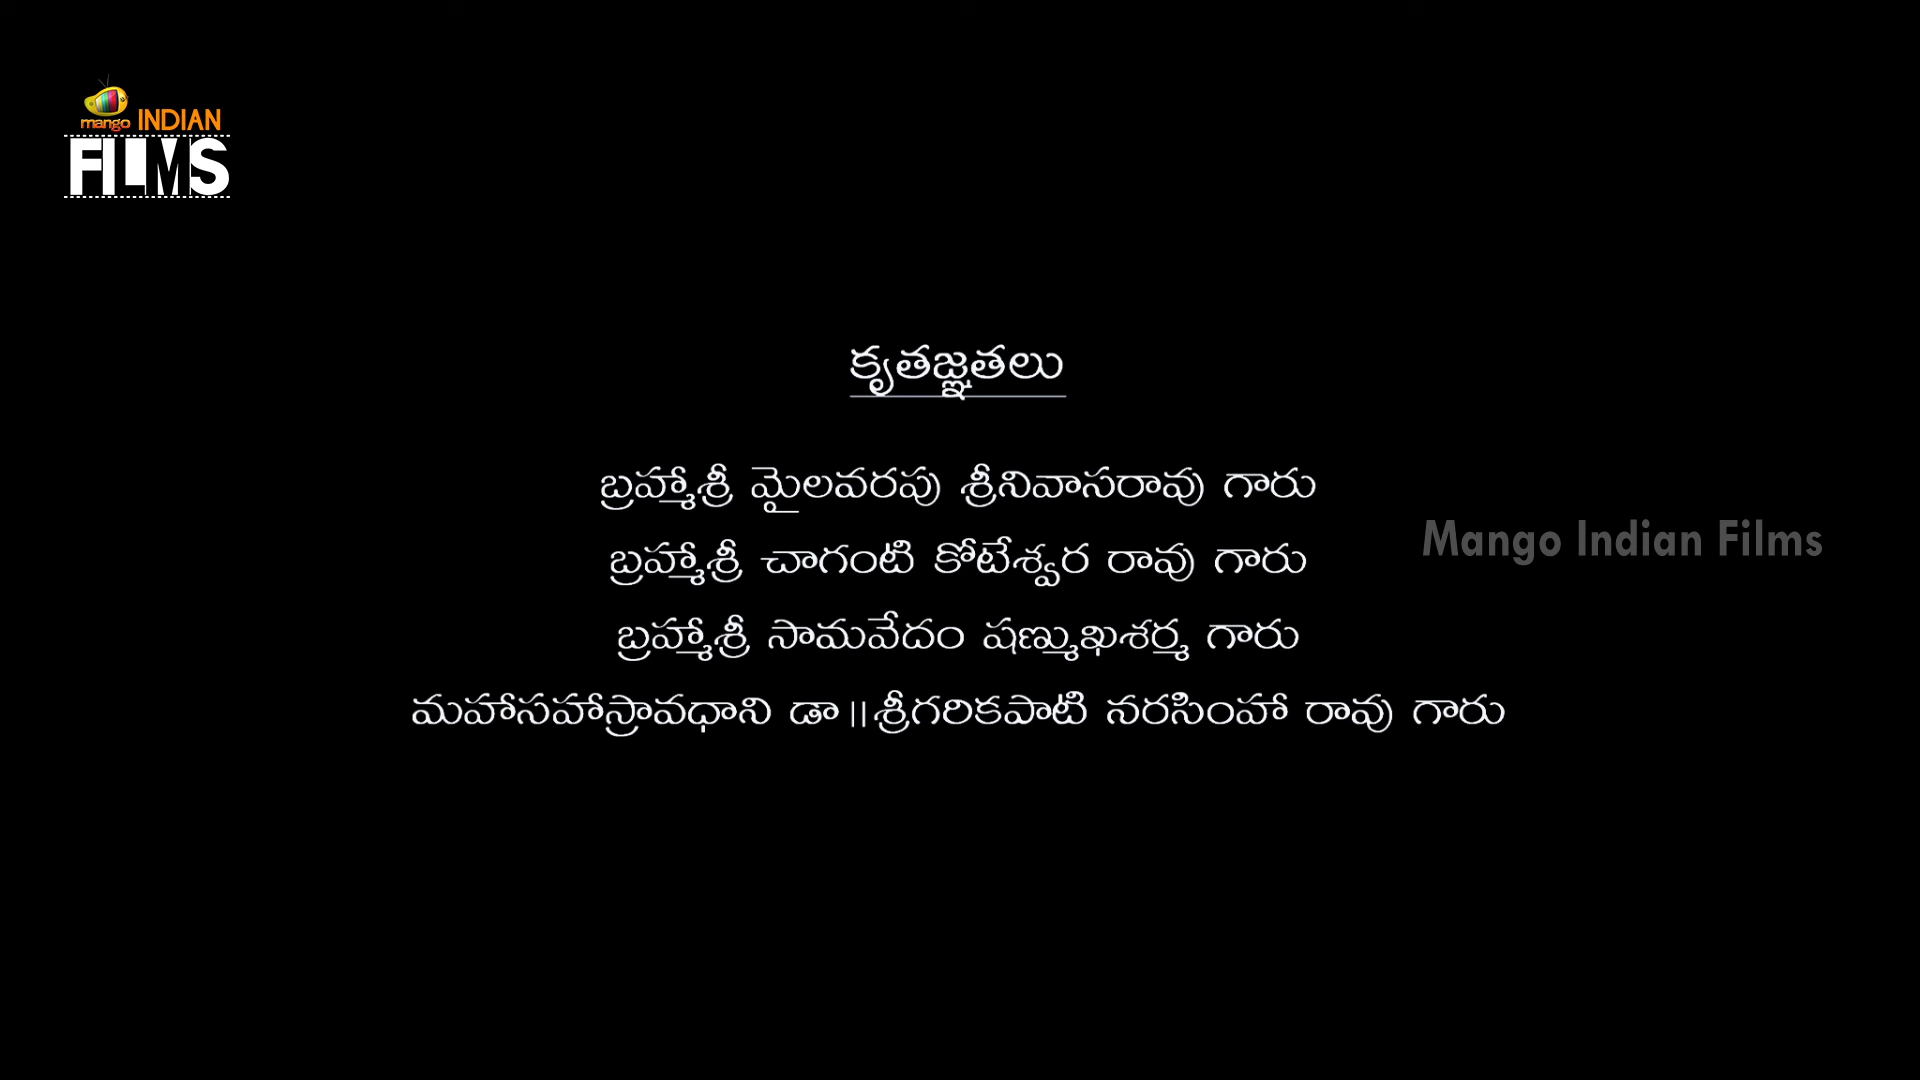 mango INDIAN
FILMS
కృతజ్ఞతలు
బ్రహ్మశ్రీ మైలవరపు శ్రీనివాసరావు గారు
బ్రహ్మశ్రీ చాగంటి కోటేశ్వర రావు గారు
Mango Indian Films
బ్రహ్మశ్రీ సామవేదం షణ్ముఖశర్మ గారు
మహాసహాస్రావధాని డా॥శ్రీగరికపాటి నరసింహా రావు గారు